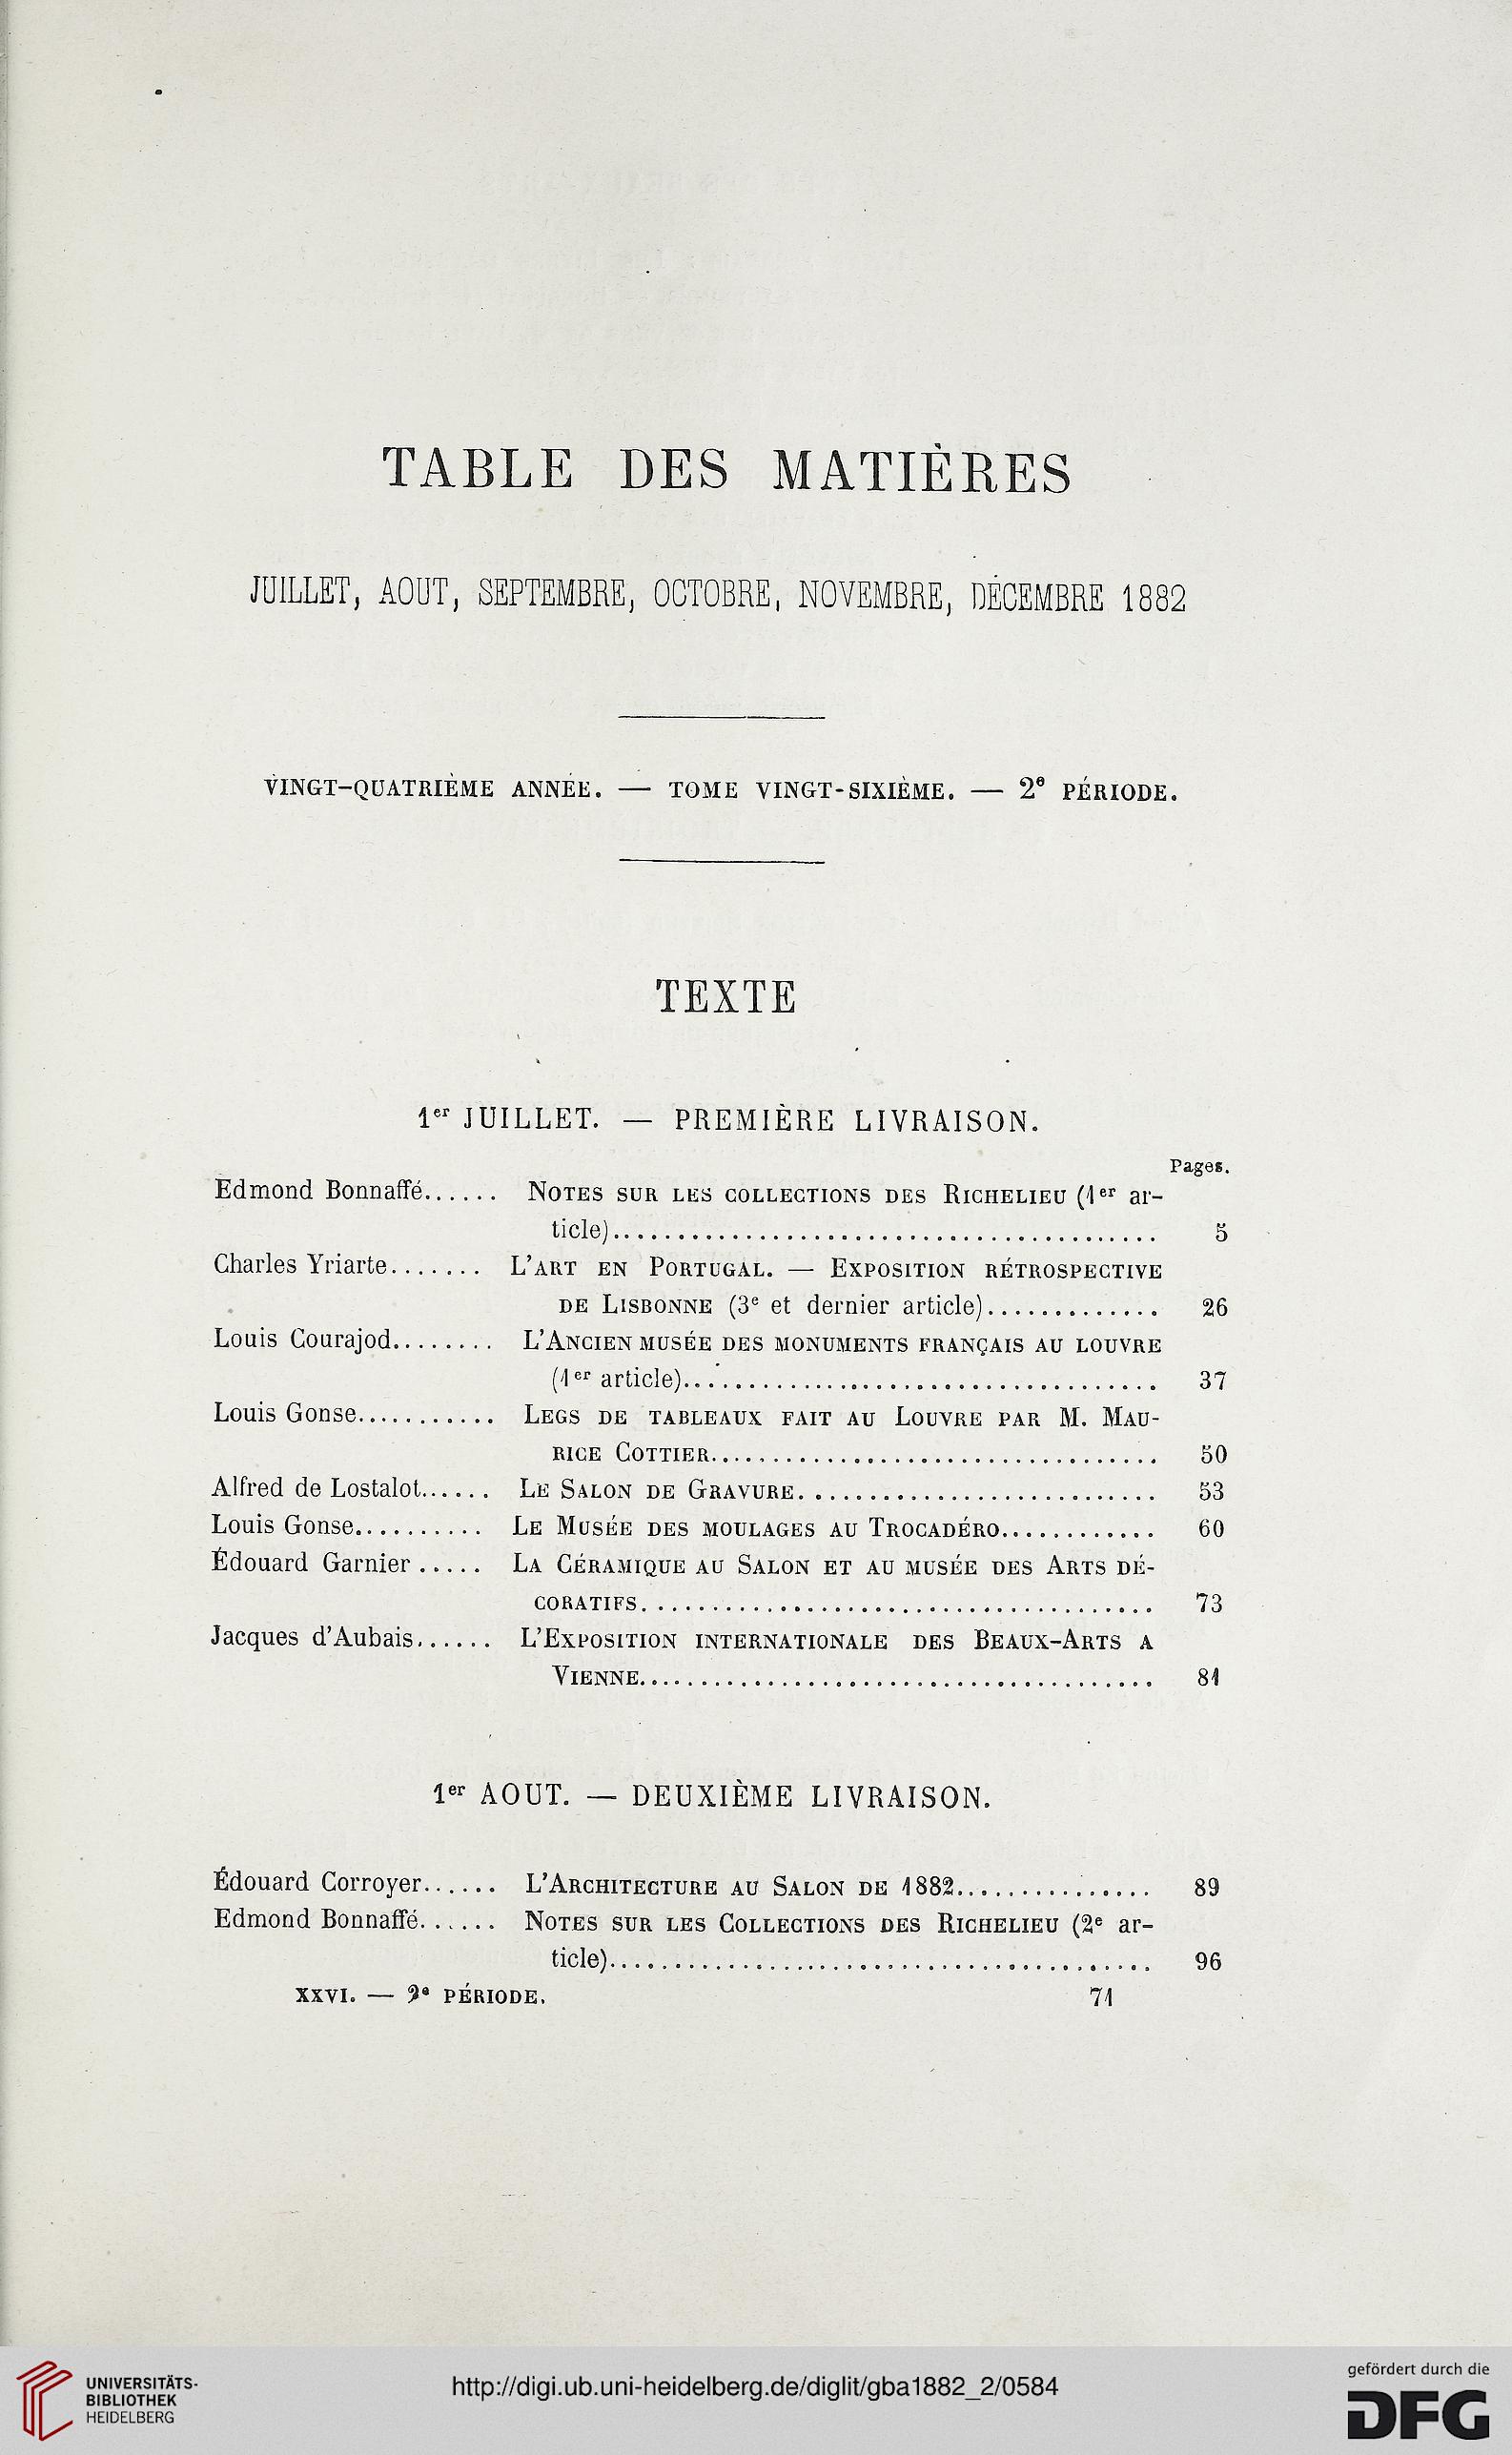 TABLE DES MATIÈRES
JUILLET, AOUT, SEPTEMBRE, OCTOBRE, NOVEMBRE, DÉCEMBRE 1882
VINGT-QUATRIÈME ANNÉE. — TOME VINGT-SIXIÈME. — 2e PÉRIODE.
TEXTE
1er JUILLET. — PREMIÈRE LIVRAISON.
Pages.
Edmond Bonnaffé...... NOTES SUR LES COLLECTIONS DES RICHELIEU (1er ar-
ticle)........................................ 5
Charles Yriarte....... L'ART EN PORTUGAL. — EXPOSITION RÉTROSPECTIVE
DE LISBONNE (3e et dernier article)............. 26
Louis Courajod........ L'ANCIEN MUSÉE DES MONUMENTS FRANÇAIS AU LOUVRE
(1er article)................................... 37
Louis Gonse........... LEGS DE TABLEAUX FAIT AU LOUVRE PAR M. MAU-
RICE COTTIER.................................. 50
Alfred de Lostalot...... LE SALON DE GRAVURE........................... 53
Louis Gonse.......... LE MUSÉE DES MOULAGES AU TROCADÉRO............ 60
Édouard Garnier ..... LA CÉRAMIQUE AU SALON ET AU MUSÉE DES ARTS DÉ-
CORATIFS...................................... 73
Jacques d'Aubais...... L'EXPOSITION INTERNATIONALE DES BEAUX-ARTS A
VIENNE....................................... 81
1er AOUT. — DEUXIÈME LIVRAISON.
Édouard Corroyer...... L'ARCHITECTURE AU SALON DE 1882............... 89
Edmond Bonnaffé...... NOTES SUR LES COLLECTIONS DES RICHELIEU (2e ar-
ticle)........................................ 96
XXVI. — 2e PÉRIODE. 71
UNIVERSITÄTS-
BIBLIOTHEK
HEIDELBERG
http://digi.ub.uni-heidelberg.de/diglit/gba1882_2/0584
gefördert durch die
DFG